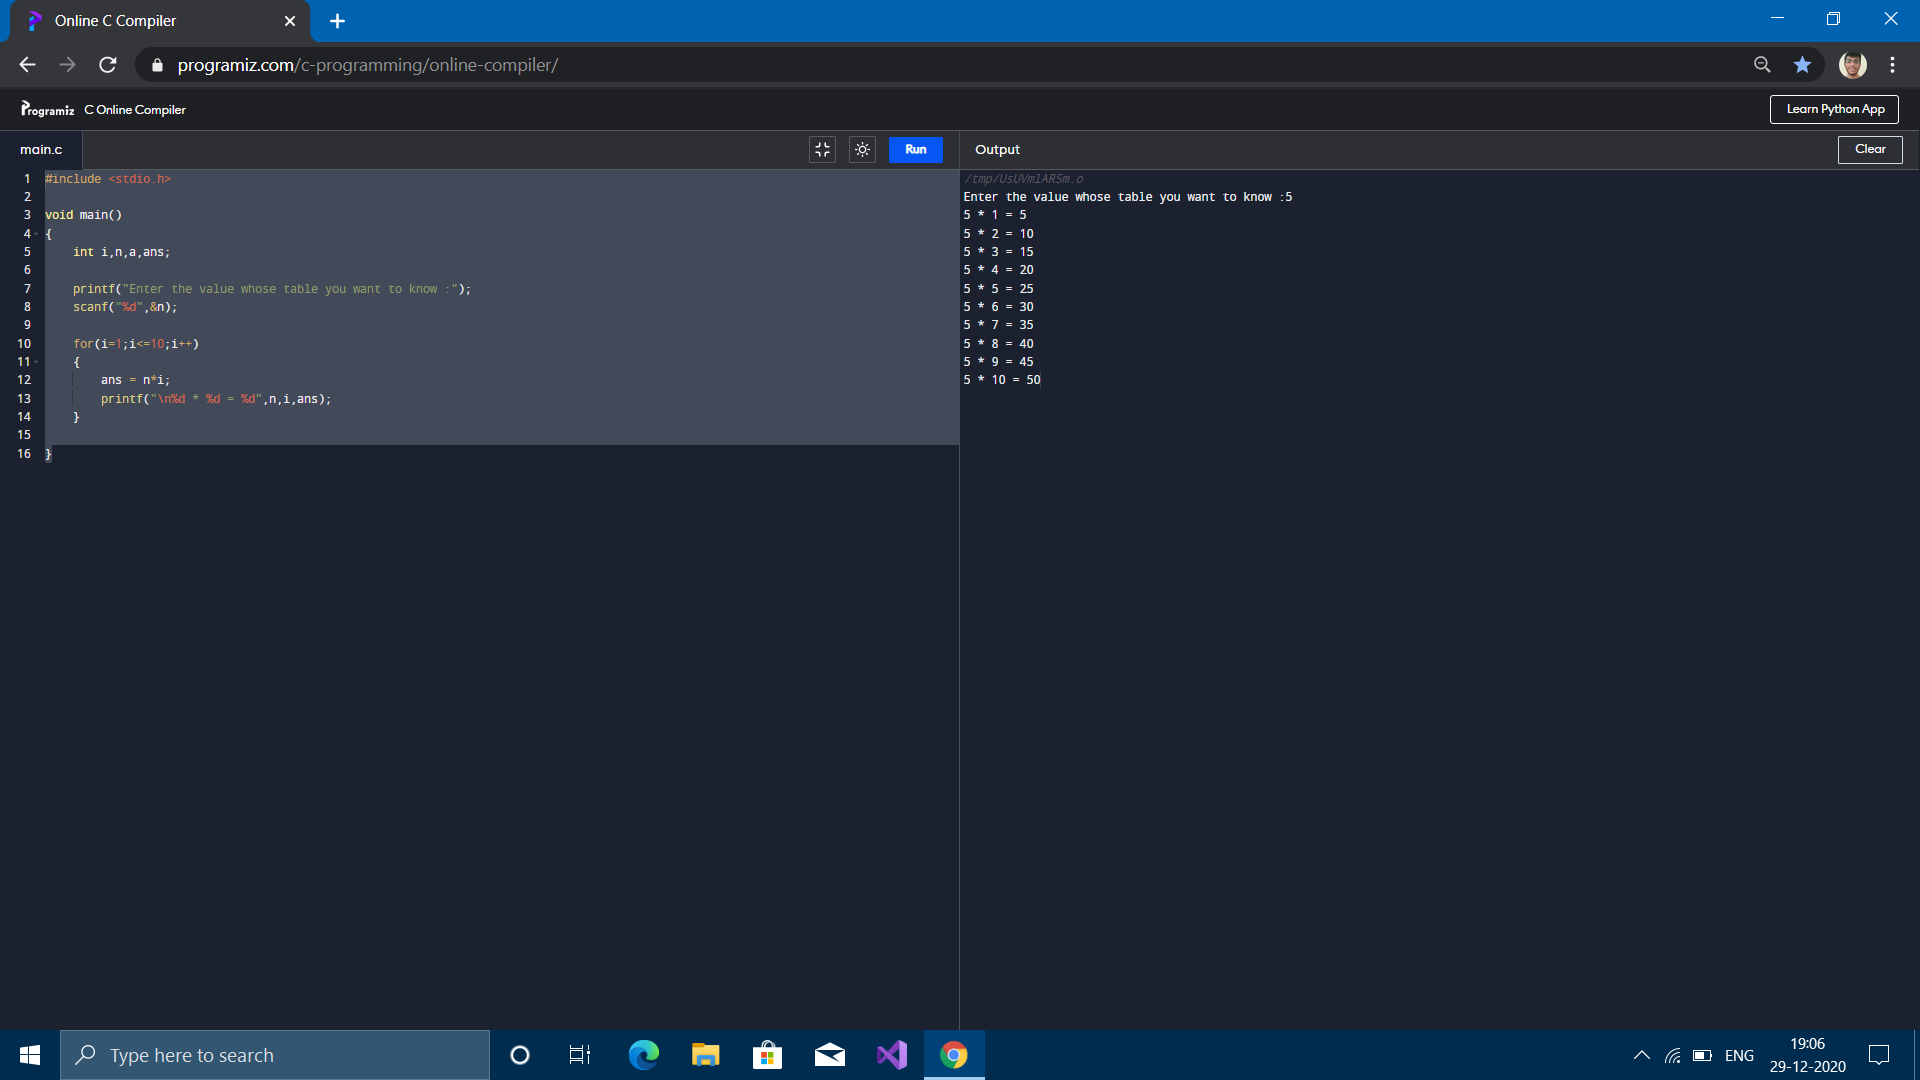 Online C Compiler
programiz.com/c-programming/online-compiler/
Programiz C Online Compiler
Learn Python App
main.c
Run
Output
Clear
1 #include <stdio.h>
2
3 void main()
4 {
5 int i,n,a,ans;
6
7 printf("Enter the value whose table you want to know :");
8 scanf("%d",&n);
9
10 for(i=1;i<=10;i++)
11 {
12 ans = n*i;
13 printf("\n%d * %d = %d",n,i,ans);
14 }
15
16 }
/tmp/UsUVmlARSm.o
Enter the value whose table you want to know :5
5 * 1 = 5
5 * 2 = 10
5 * 3 = 15
5 * 4 = 20
5 * 5 = 25
5 * 6 = 30
5 * 7 = 35
5 * 8 = 40
5 * 9 = 45
5 * 10 = 50
Type here to search
ENG
19:06
29-12-2020